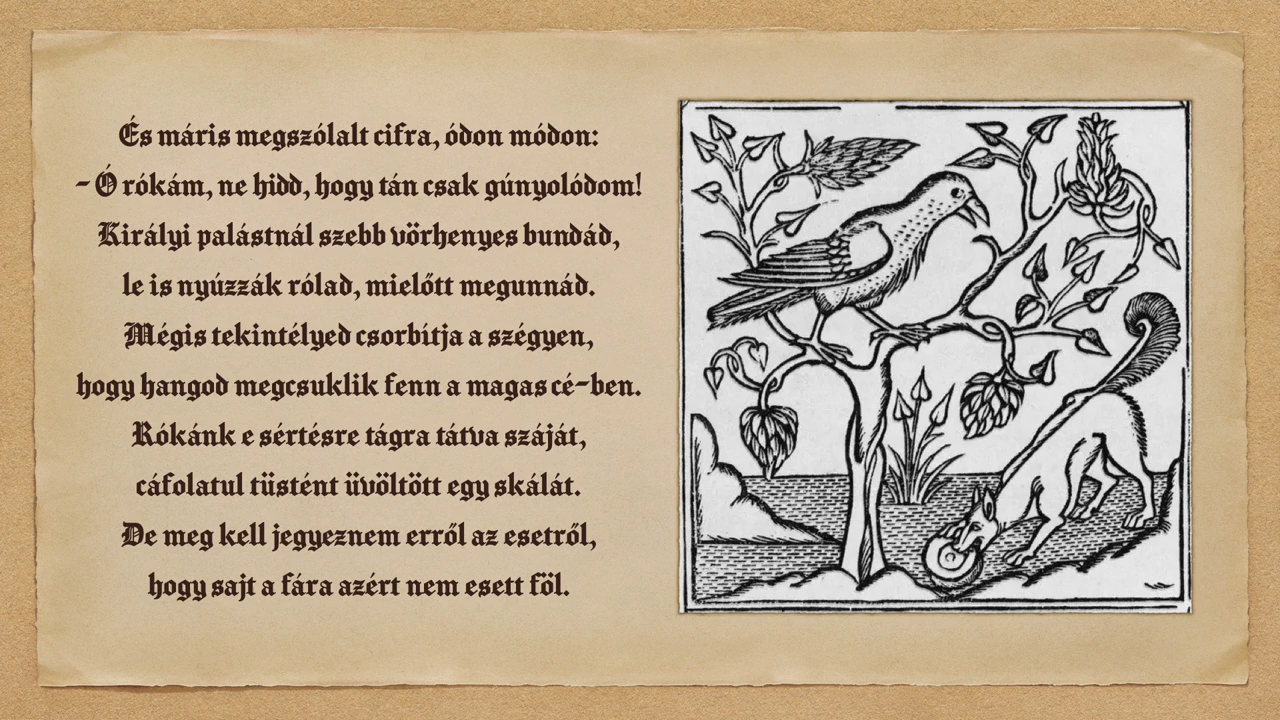 És máris megszólalt cifra, ódon módon:
- Ó rókám, ne hidd, hogy tán csak gúnyolódom!
Királyi palástnál szebb vörhenyes bundád,
le is nyúzzák rólad, mielőtt megunnád.
Mégis tekintélyed csorbítja a szégyen,
hogy hangod megcsuklik fenn a magas cé-ben.
Rókánk e sértésre tágra tátva száját,
cáfolatul tüstént üvöltött egy skálát.
De meg kell jegyeznem erről az esetről,
hogy sajt a fára azért nem esett föl.